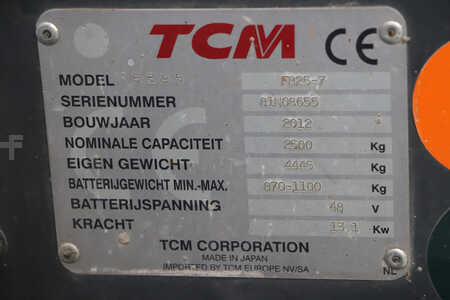 TCM CE
MODEL FB25-7
SERIENUMMER A1N08655
BOUWJAAR 2012
NOMINALE CAPACITEIT 2500 Kg
EIGEN GEWICHT 4445 Kg
BATTERIJGEWICHT MIN.-MAX. 870-1100 Kg
BATTERIJSPANNING 48 V
KRACHT 13.1 Kw
TCM CORPORATION
MADE IN JAPAN
IMPORTED BY TCM EUROPE NV/SA NL